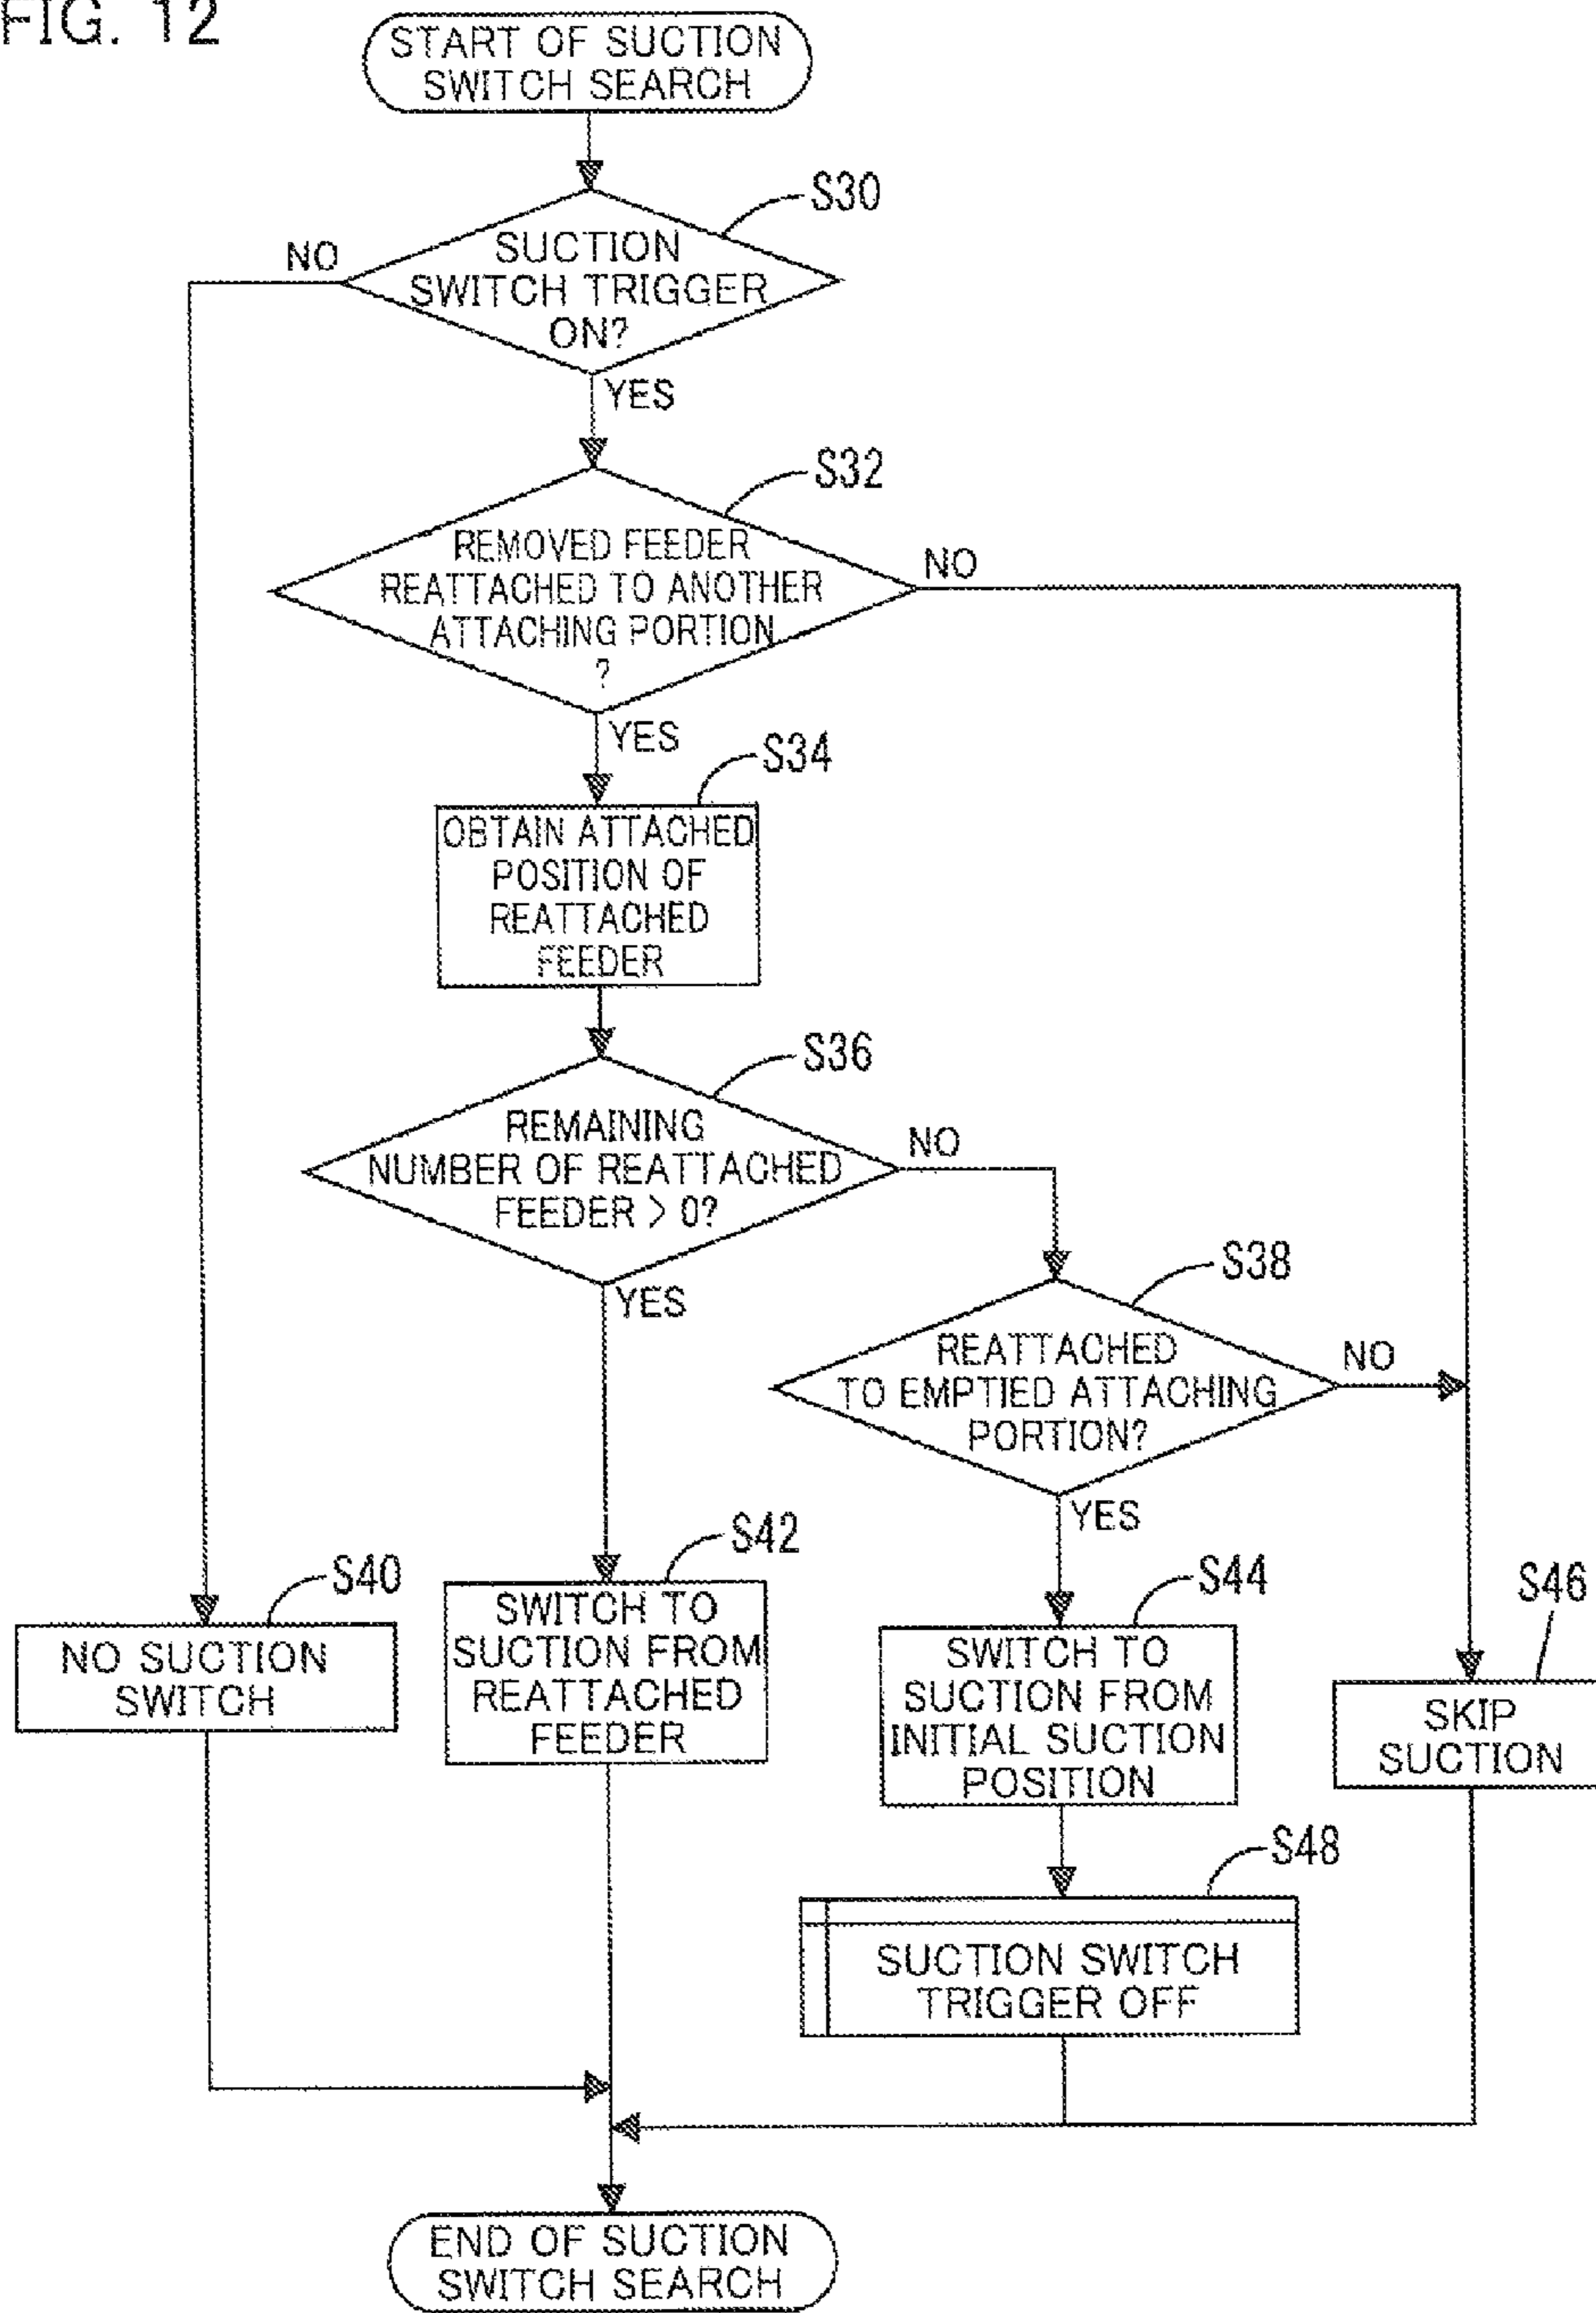 FIG. 12
START OF SUCTION
SWITCH SEARCH
S30
NO
SUCTION
SWITCH TRIGGER
ON?
YES
S32
REMOVED FEEDER
REATTACHED TO ANOTHER
ATTACHING PORTION
?
NO
YES
S34
OBTAIN ATTACHED
POSITION OF
REATTACHED
FEEDER
S36
REMAINING
NUMBER OF REATTACHED
FEEDER > 0?
NO
YES
S38
REATTACHED
TO EMPTIED ATTACHING
PORTION?
NO
YES
S40
NO SUCTION
SWITCH
S42
SWITCH TO
SUCTION FROM
REATTACHED
FEEDER
S44
SWITCH TO
SUCTION FROM
INITIAL SUCTION
POSITION
S46
SKIP
SUCTION
S48
SUCTION SWITCH
TRIGGER OFF
END OF SUCTION
SWITCH SEARCH